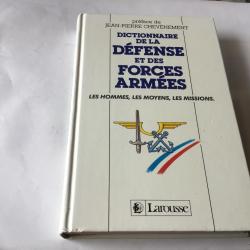 préface de
JEAN-PIERRE CHEVÈNEMENT
DICTIONNAIRE
DE LA
DÉFENSE
ET DES
FORCES
ARMÉES
LES HOMMES, LES MOYENS, LES MISSIONS.
Larousse